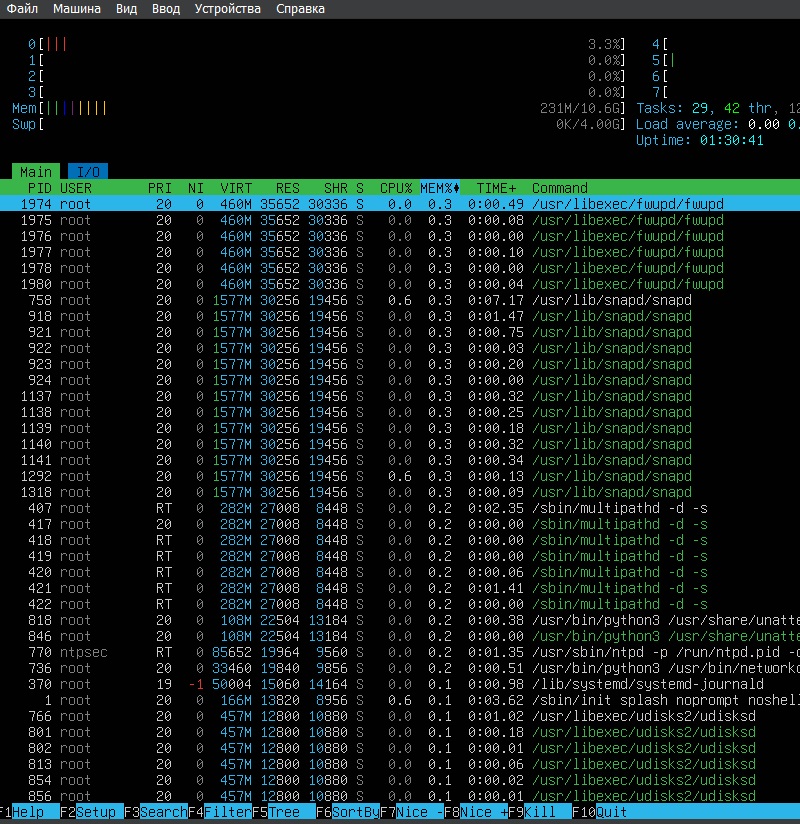 Файл Машина Вид Ввод Устройства Справка
0[||| 3.3%] 4[
1[ 0.0%] 5[|
2[ 0.0%] 6[
3[ 0.0%] 7[
Mem[|||||||| 231M/10.6G] Tasks: 29, 42 thr, 12
Swp[ 0K/4.00G] Load average: 0.00 0.
Uptime: 01:30:41
Main I/O
PID USER PRI NI VIRT RES SHR S CPU% MEM% TIME+ Command
1974 root 20 0 460M 35652 30336 S 0.0 0.3 0:00.49 /usr/libexec/fwupd/fwupd
1975 root 20 0 460M 35652 30336 S 0.0 0.3 0:00.08 /usr/libexec/fwupd/fwupd
1976 root 20 0 460M 35652 30336 S 0.0 0.3 0:00.00 /usr/libexec/fwupd/fwupd
1977 root 20 0 460M 35652 30336 S 0.0 0.3 0:00.10 /usr/libexec/fwupd/fwupd
1978 root 20 0 460M 35652 30336 S 0.0 0.3 0:00.00 /usr/libexec/fwupd/fwupd
1980 root 20 0 460M 35652 30336 S 0.0 0.3 0:00.04 /usr/libexec/fwupd/fwupd
758 root 20 0 1577M 30256 19456 S 0.6 0.3 0:07.17 /usr/lib/snapd/snapd
918 root 20 0 1577M 30256 19456 S 0.0 0.3 0:01.47 /usr/lib/snapd/snapd
921 root 20 0 1577M 30256 19456 S 0.0 0.3 0:00.75 /usr/lib/snapd/snapd
922 root 20 0 1577M 30256 19456 S 0.0 0.3 0:00.03 /usr/lib/snapd/snapd
923 root 20 0 1577M 30256 19456 S 0.0 0.3 0:00.20 /usr/lib/snapd/snapd
924 root 20 0 1577M 30256 19456 S 0.0 0.3 0:00.00 /usr/lib/snapd/snapd
1137 root 20 0 1577M 30256 19456 S 0.0 0.3 0:00.32 /usr/lib/snapd/snapd
1138 root 20 0 1577M 30256 19456 S 0.0 0.3 0:00.25 /usr/lib/snapd/snapd
1139 root 20 0 1577M 30256 19456 S 0.0 0.3 0:00.18 /usr/lib/snapd/snapd
1140 root 20 0 1577M 30256 19456 S 0.0 0.3 0:00.32 /usr/lib/snapd/snapd
1141 root 20 0 1577M 30256 19456 S 0.0 0.3 0:00.34 /usr/lib/snapd/snapd
1292 root 20 0 1577M 30256 19456 S 0.6 0.3 0:00.13 /usr/lib/snapd/snapd
1318 root 20 0 1577M 30256 19456 S 0.0 0.3 0:00.09 /usr/lib/snapd/snapd
407 root RT 0 282M 27008 8448 S 0.0 0.2 0:02.35 /sbin/multipathd -d -s
417 root 20 0 282M 27008 8448 S 0.0 0.2 0:00.00 /sbin/multipathd -d -s
418 root RT 0 282M 27008 8448 S 0.0 0.2 0:00.00 /sbin/multipathd -d -s
419 root RT 0 282M 27008 8448 S 0.0 0.2 0:00.00 /sbin/multipathd -d -s
420 root RT 0 282M 27008 8448 S 0.0 0.2 0:00.06 /sbin/multipathd -d -s
421 root RT 0 282M 27008 8448 S 0.0 0.2 0:01.41 /sbin/multipathd -d -s
422 root RT 0 282M 27008 8448 S 0.0 0.2 0:00.00 /sbin/multipathd -d -s
818 root 20 0 108M 22504 13184 S 0.0 0.2 0:00.38 /usr/bin/python3 /usr/share/unatte
846 root 20 0 108M 22504 13184 S 0.0 0.2 0:00.00 /usr/bin/python3 /usr/share/unatte
770 ntpsec RT 0 85652 19964 9560 S 0.0 0.2 0:01.35 /usr/sbin/ntpd -p /run/ntpd.pid -c
736 root 20 0 33460 19840 9856 S 0.0 0.2 0:00.51 /usr/bin/python3 /usr/bin/networkd
370 root 19 -1 50004 15060 14164 S 0.0 0.1 0:00.98 /lib/systemd/systemd-journald
1 root 20 0 166M 13820 8956 S 0.6 0.1 0:03.62 /sbin/init splash noprompt noshell
766 root 20 0 457M 12800 10880 S 0.0 0.1 0:01.02 /usr/libexec/udisks2/udisksd
801 root 20 0 457M 12800 10880 S 0.0 0.1 0:00.18 /usr/libexec/udisks2/udisksd
802 root 20 0 457M 12800 10880 S 0.0 0.1 0:00.01 /usr/libexec/udisks2/udisksd
813 root 20 0 457M 12800 10880 S 0.0 0.1 0:00.06 /usr/libexec/udisks2/udisksd
854 root 20 0 457M 12800 10880 S 0.0 0.1 0:00.02 /usr/libexec/udisks2/udisksd
856 root 20 0 457M 12800 10880 S 0.0 0.1 0:00.01 /usr/libexec/udisks2/udisksd
F1Help F2Setup F3SearchF4FilterF5Tree F6SortByF7Nice -F8Nice +F9Kill F10Quit